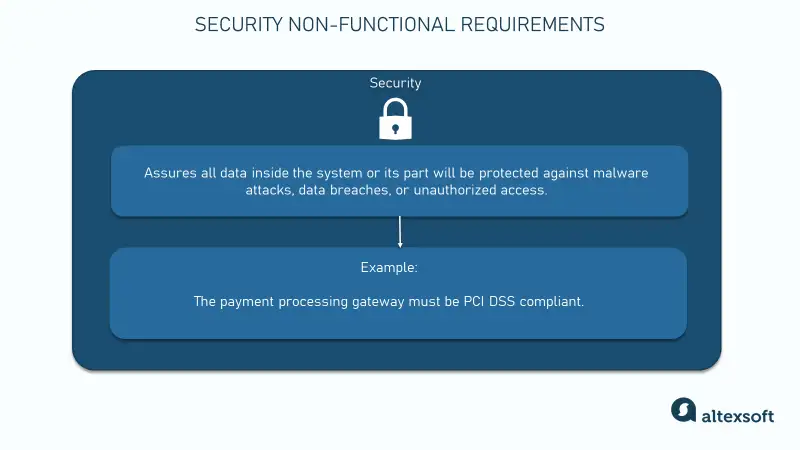 SECURITY NON-FUNCTIONAL REQUIREMENTS
Security
Assures all data inside the system or its part will be protected against malware
attacks, data breaches, or unauthorized access.
Example:
The payment processing gateway must be PCI DSS compliant.
altexsoft